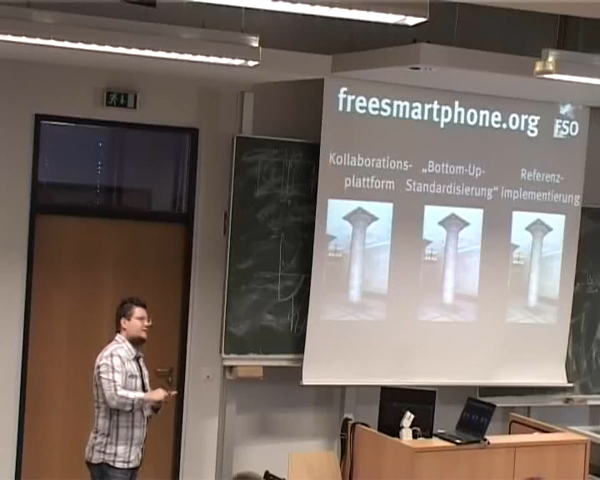 freesmartphone.org
FSO
Kollaborations-
plattform
„Bottom-Up-
Standardisierung“
Referenz-
Implementierung